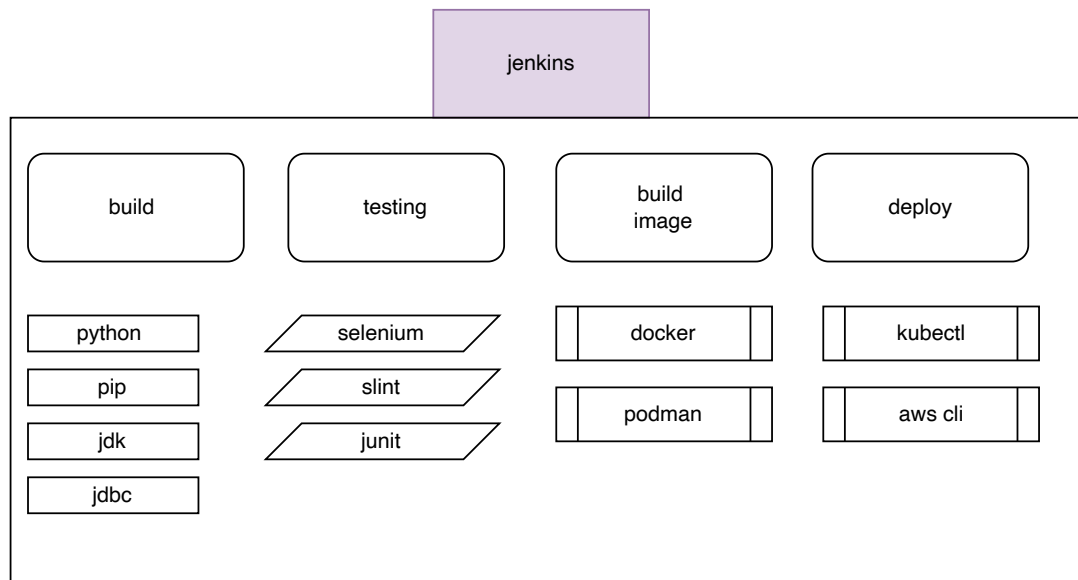 jenkins
build
testing
build
image
deploy
python
pip
jdk
jdbc
selenium
slint
junit
docker
podman
kubectl
aws cli